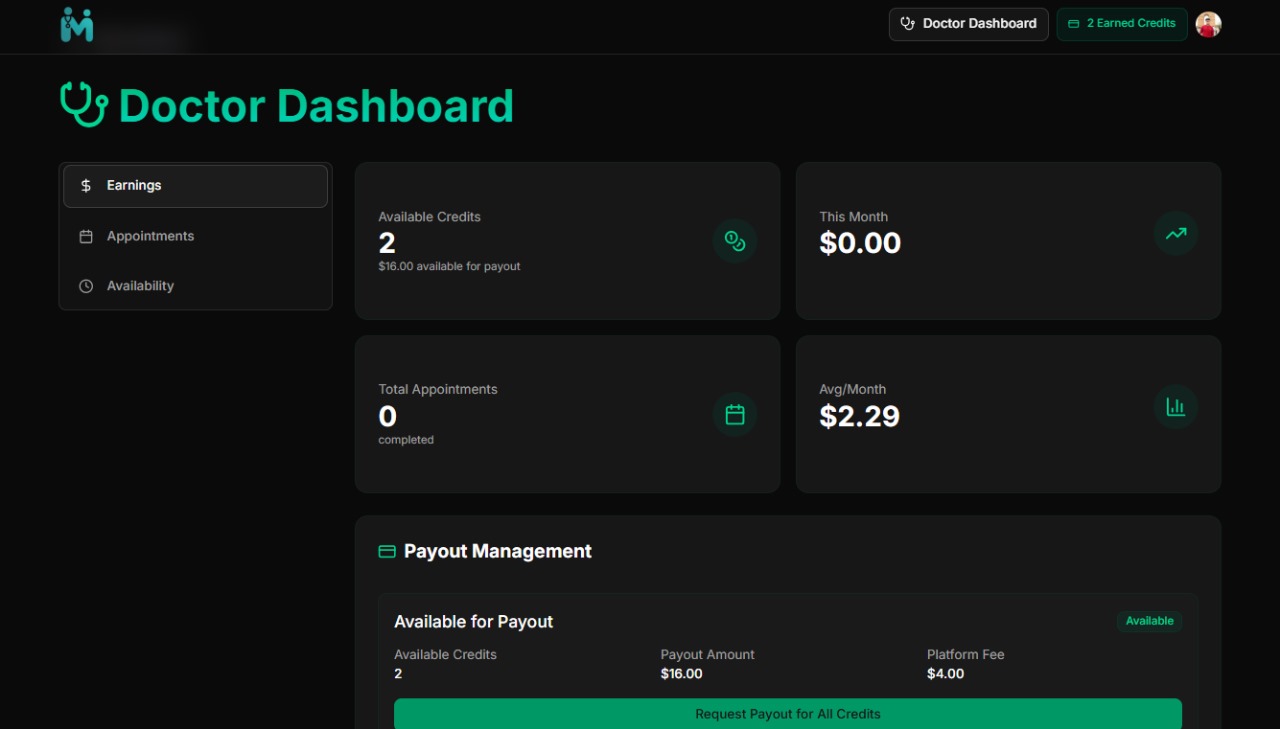 Doctor Dashboard
2 Earned Credits
Doctor Dashboard
Earnings
Appointments
Availability
Available Credits
2
$16.00 available for payout
This Month
$0.00
Total Appointments
0
completed
Avg/Month
$2.29
Payout Management
Available for Payout
Available
Available Credits
2
Payout Amount
$16.00
Platform Fee
$4.00
Request Payout for All Credits